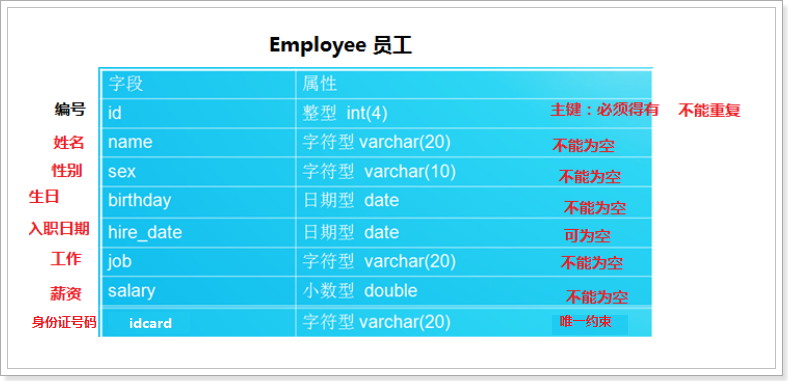 Employee 员工
字段 属性
编号 id 整型 int(4) 主键：必须得有 不能重复
姓名 name 字符型 varchar(20) 不能为空
性别 sex 字符型 varchar(10) 不能为空
生日 birthday 日期型 date 不能为空
入职日期 hire_date 日期型 date 可为空
工作 job 字符型 varchar(20) 不能为空
薪资 salary 小数型 double 不能为空
身份证号码 idcard 字符型 varchar(20) 唯一约束